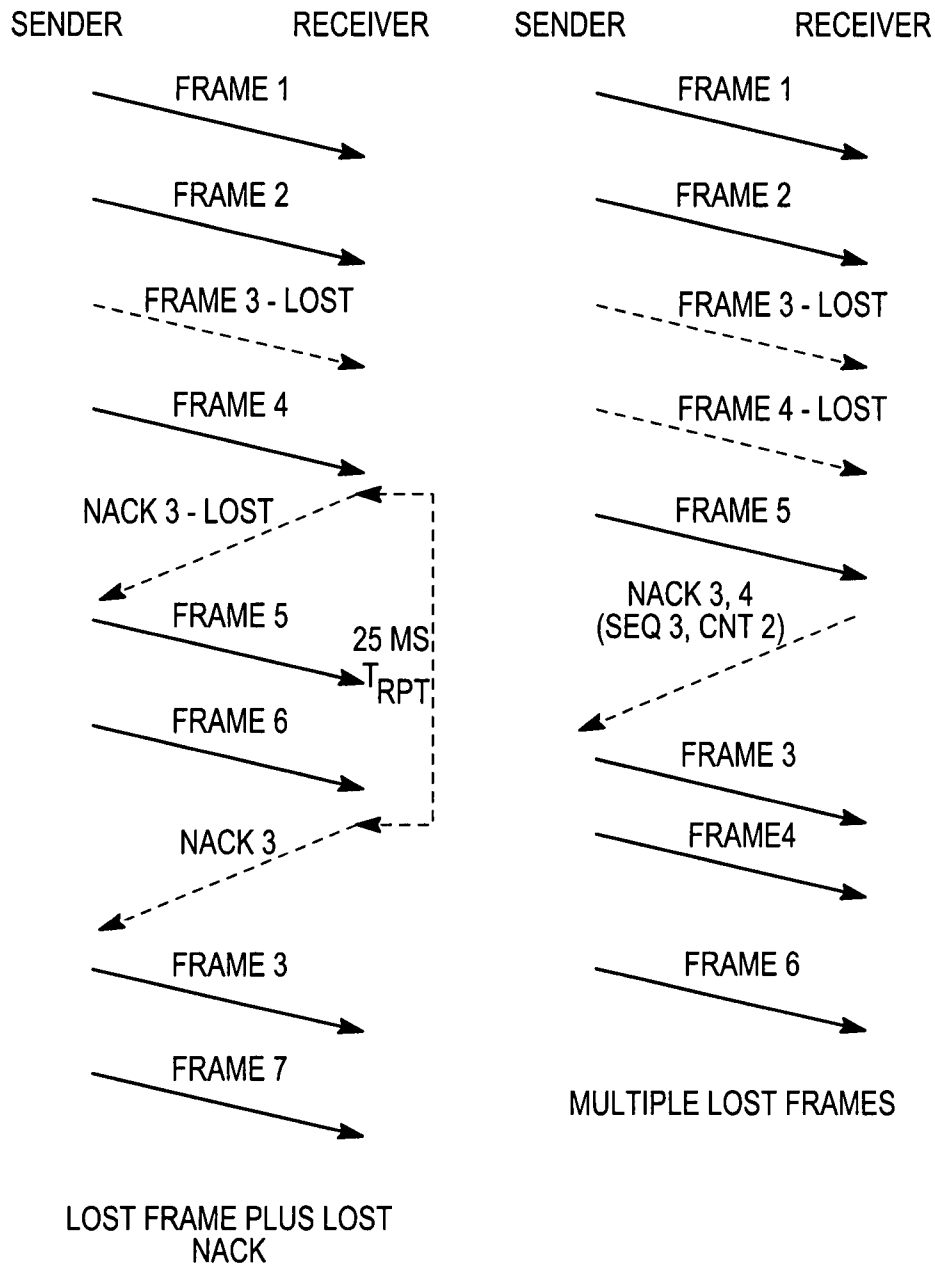 SENDER RECEIVER
FRAME 1
FRAME 2
FRAME 3 - LOST
FRAME 4
NACK 3 - LOST
FRAME 5
25 MS
TRPT
FRAME 6
NACK 3
FRAME 3
FRAME 7
LOST FRAME PLUS LOST
NACK
SENDER RECEIVER
FRAME 1
FRAME 2
FRAME 3 - LOST
FRAME 4 - LOST
FRAME 5
NACK 3, 4
(SEQ 3, CNT 2)
FRAME 3
FRAME4
FRAME 6
MULTIPLE LOST FRAMES